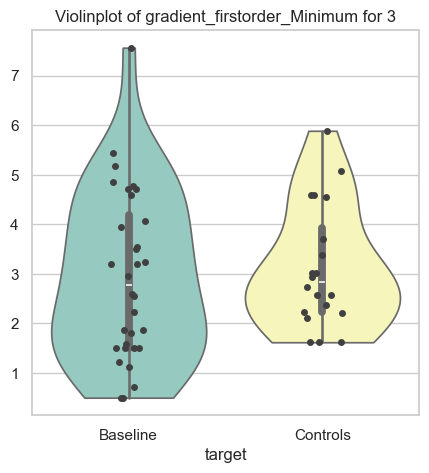 Violinplot of gradient_firstorder_Minimum for 3
7
6
5
4
3
2
1
Baseline
Controls
target